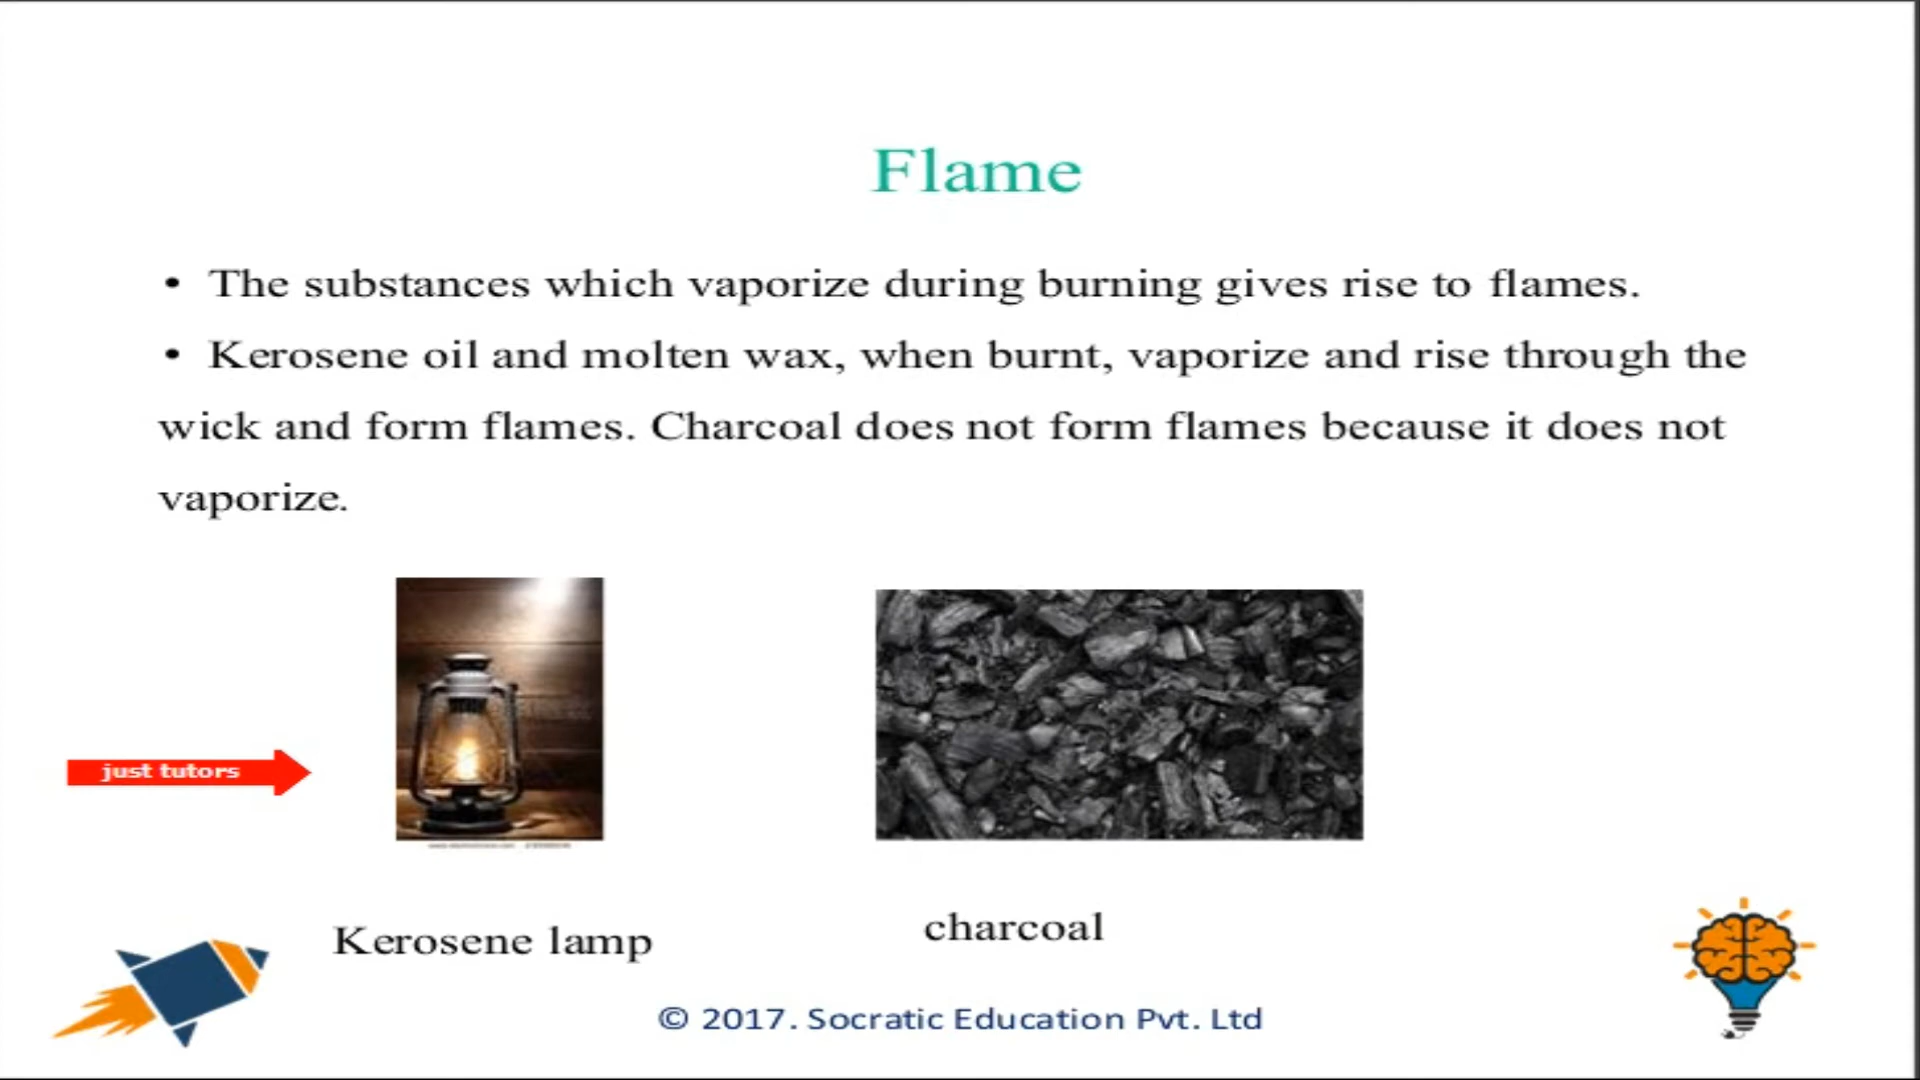 Flame
• The substances which vaporize during burning gives rise to flames.
• Kerosene oil and molten wax, when burnt, vaporize and rise through the
wick and form flames. Charcoal does not form flames because it does not
vaporize.
just tutors
Kerosene lamp
charcoal
© 2017. Socratic Education Pvt. Ltd